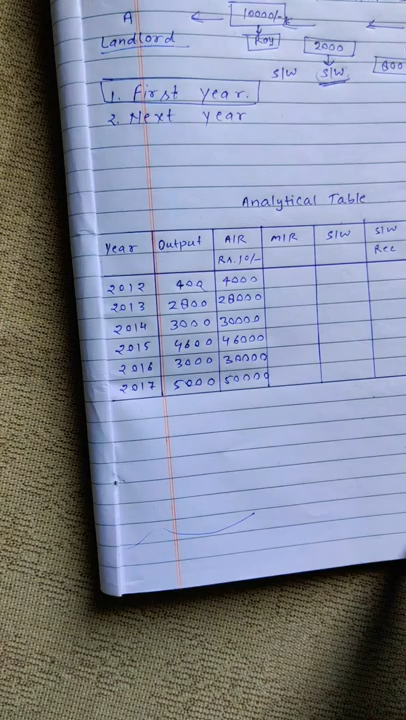 A ← 10000/-
Landlord Roy 2000
S/W S/W 800
1. First year.
2. Next year
Analytical Table
Year Output AIR MIR S/W S/W
Rs. 10/- Rec
2012 400 4000
2013 2800 28000
2014 3000 30000
2015 4600 46000
2016 3000 30000
2017 5000 50000